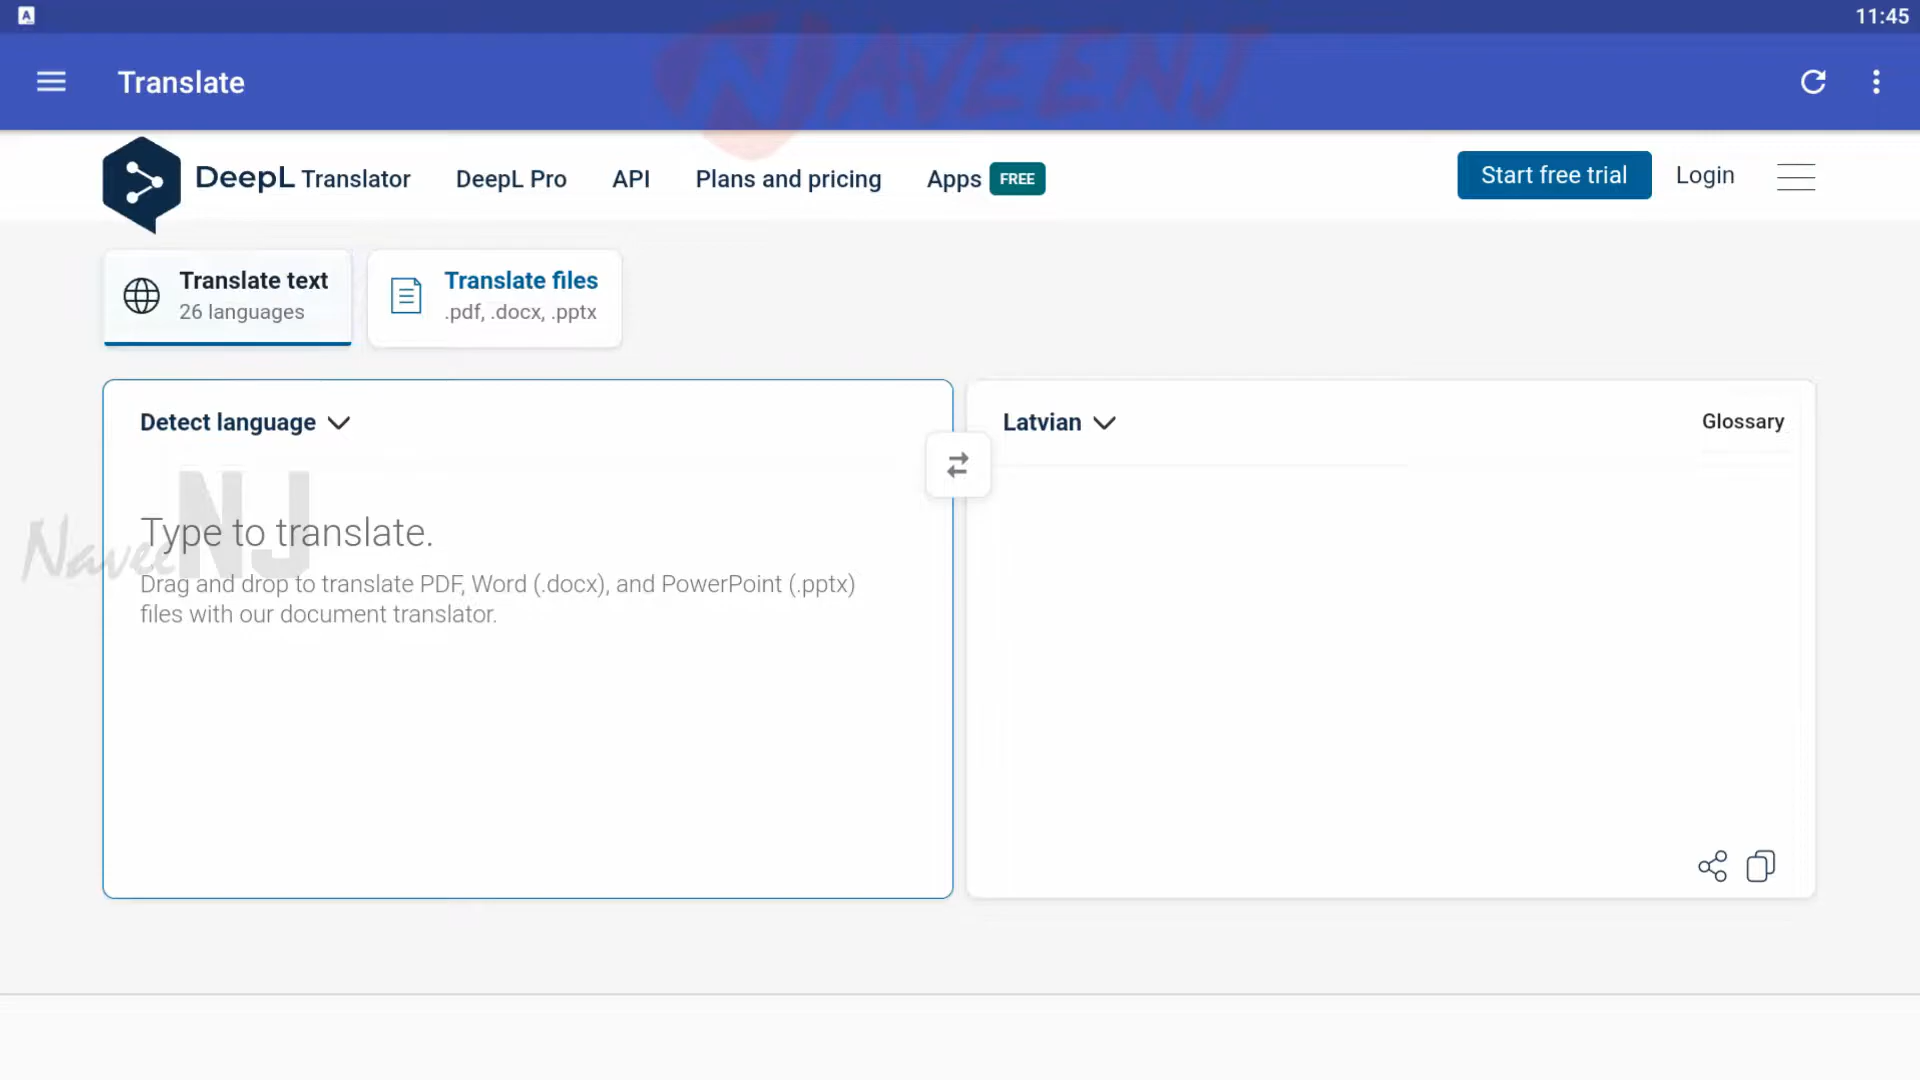 A
11:45
NAVEENJ
Translate
DeepL Translator
DeepL Pro
API
Plans and pricing
Apps
FREE
Start free trial
Login
Translate text
26 languages
Translate files
.pdf, .docx, .pptx
Detect language
Latvian
Glossary
NaveeNJ
Type to translate.
Drag and drop to translate PDF, Word (.docx), and PowerPoint (.pptx)
files with our document translator.